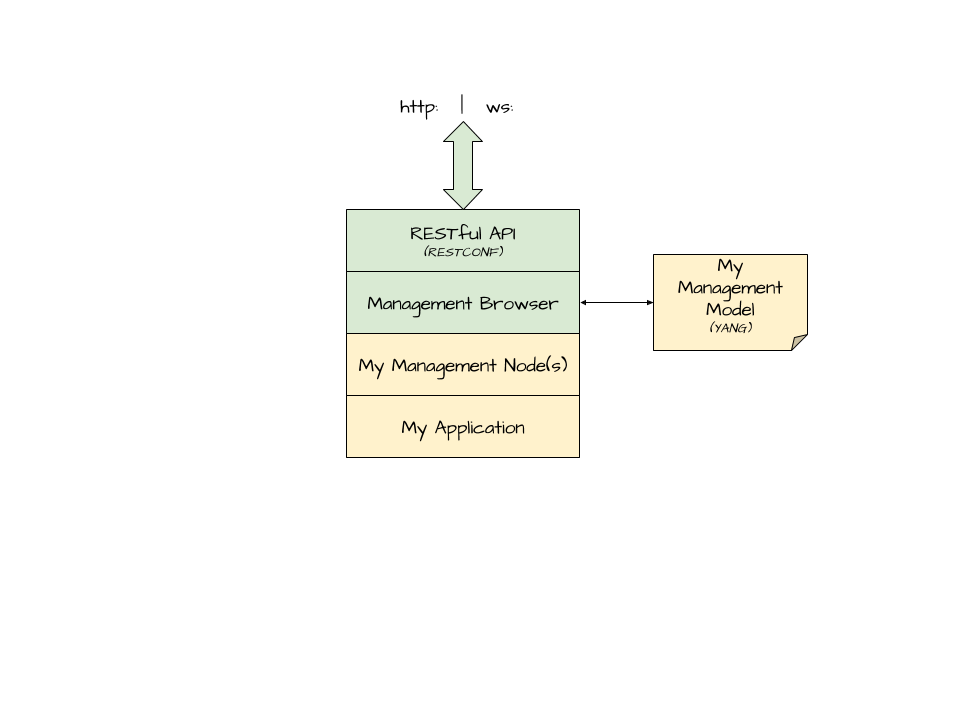 http: | ws:
RESTful API
(RESTCONF)
Management Browser
My Management Node(s)
My Application
My
Management
Model
(YANG)